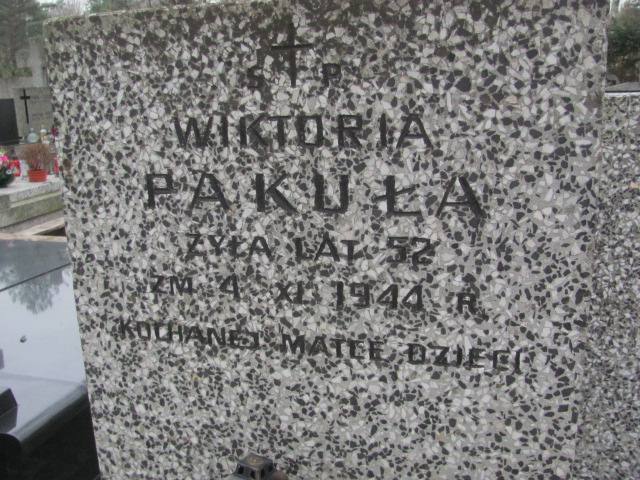 Ś P
WIKTORIA
PAKUŁA
ŻYŁA LAT 52
ZM 4 XI 1944 R
KOCHANEJ MATCE DZIECI